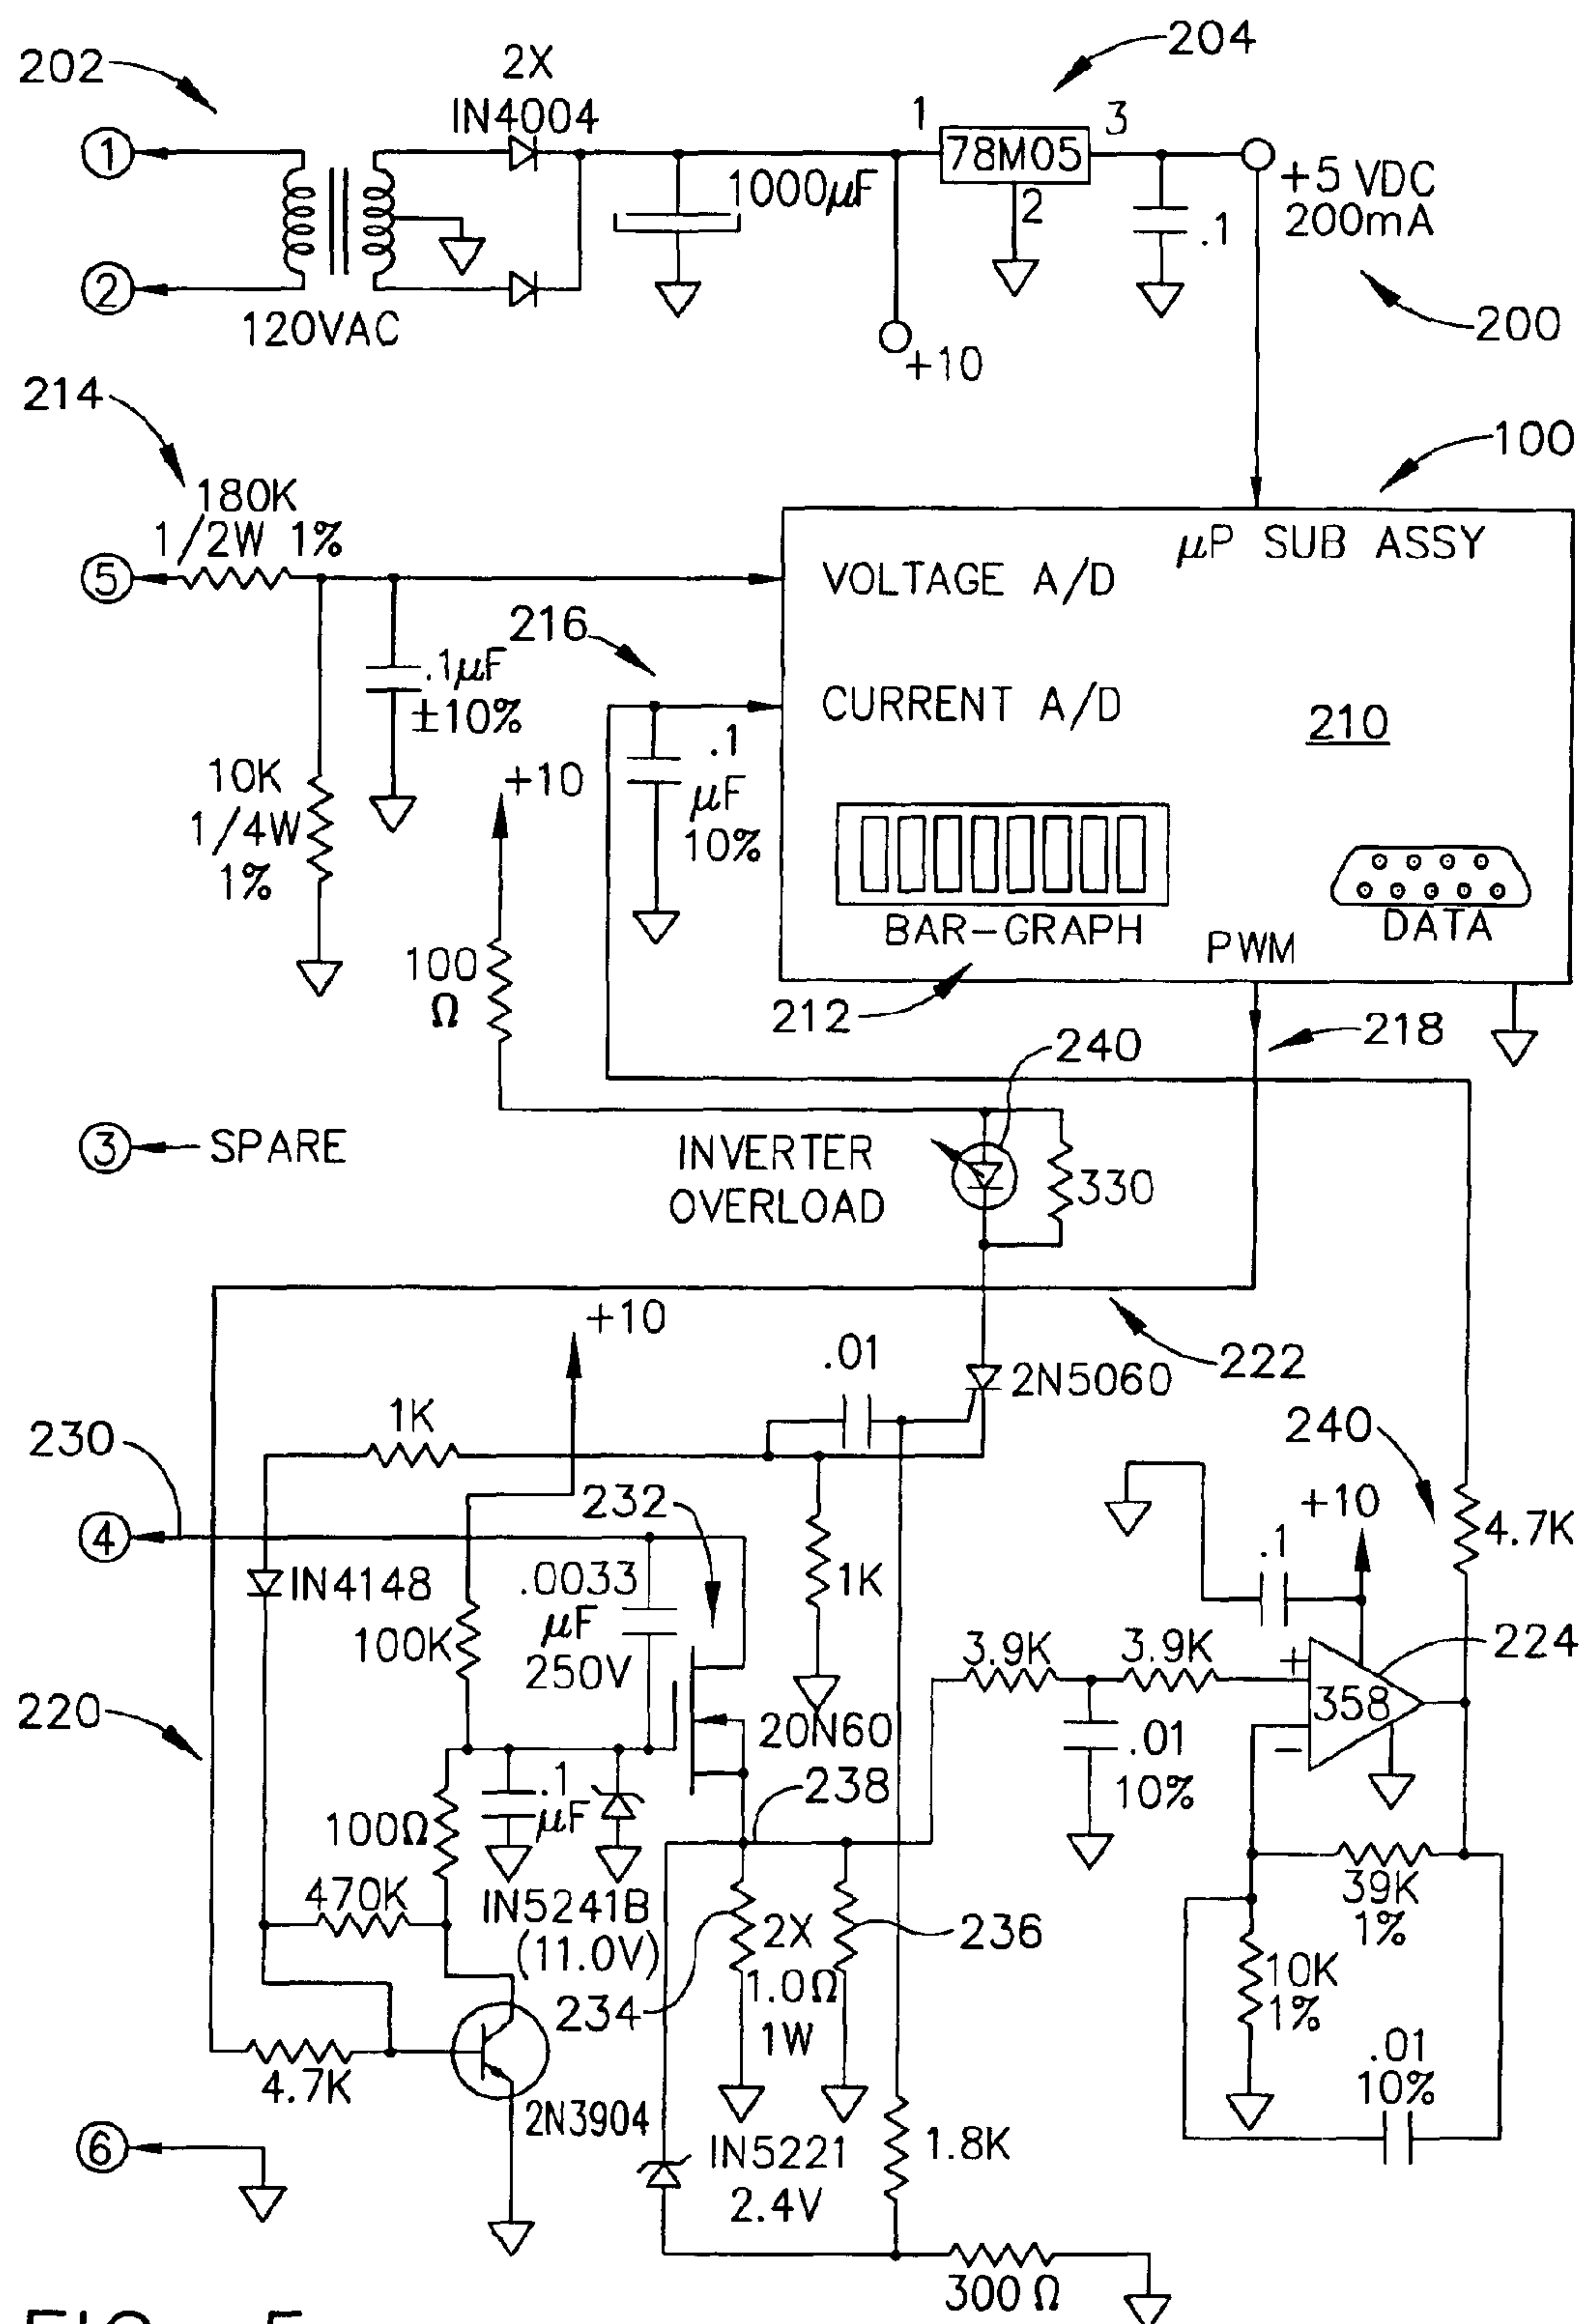 202
2X
IN4004
204
1
1
78M05
3
2
1000µF
+5 VDC
200mA
.1
2
120VAC
+10
200
214
180K
1/2W 1%
5
100
µP SUB ASSY
VOLTAGE A/D
216
.1µF
±10%
CURRENT A/D
210
.1
µF
10%
+10
10K
1/4W
1%
BAR-GRAPH
DATA
PWM
100
Ω
212
218
240
3
SPARE
INVERTER
OVERLOAD
330
+10
222
.01
2N5060
1K
230
240
232
+10
4
4.7K
.1
IN4148
.0033
µF
250V
1K
100K
3.9K
3.9K
224
+
358
-
220
20N60
.01
10%
238
.1
µF
100Ω
470K
IN5241B
(11.0V)
39K
1%
2X
1.0Ω
1W
236
234
10K
1%
.01
10%
4.7K
2N3904
6
IN5221
2.4V
1.8K
300 Ω